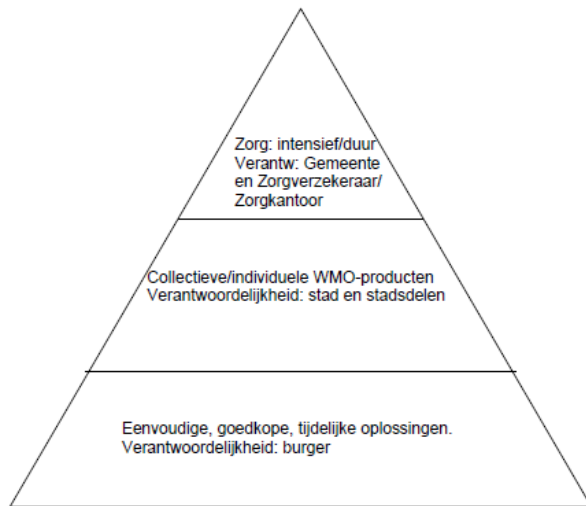 Zorg: intensief/duur
Verantw: Gemeente
en Zorgverzekeraar/
Zorgkantoor
Collectieve/individuele WMO-producten
Verantwoordelijkheid: stad en stadsdelen
Eenvoudige, goedkope, tijdelijke oplossingen.
Verantwoordelijkheid: burger